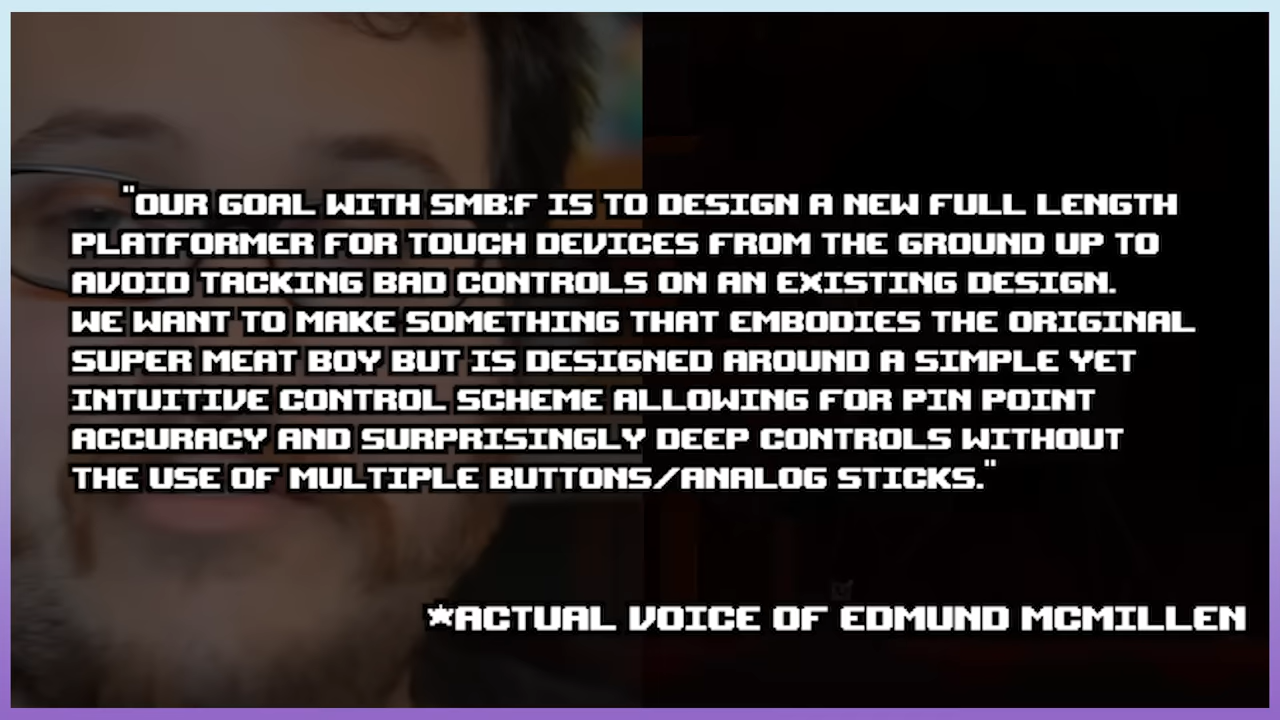 "OUR GOAL WITH SMB:F IS TO DESIGN A NEW FULL LENGTH
PLATFORMER FOR TOUCH DEVICES FROM THE GROUND UP TO
AVOID TACKING BAD CONTROLS ON AN EXISTING DESIGN.
WE WANT TO MAKE SOMETHING THAT EMBODIES THE ORIGINAL
SUPER MEAT BOY BUT IS DESIGNED AROUND A SIMPLE YET
INTUITIVE CONTROL SCHEME ALLOWING FOR PIN POINT
ACCURACY AND SURPRISINGLY DEEP CONTROLS WITHOUT
THE USE OF MULTIPLE BUTTONS/ANALOG STICKS."
*ACTUAL VOICE OF EDMUND MCMILLEN